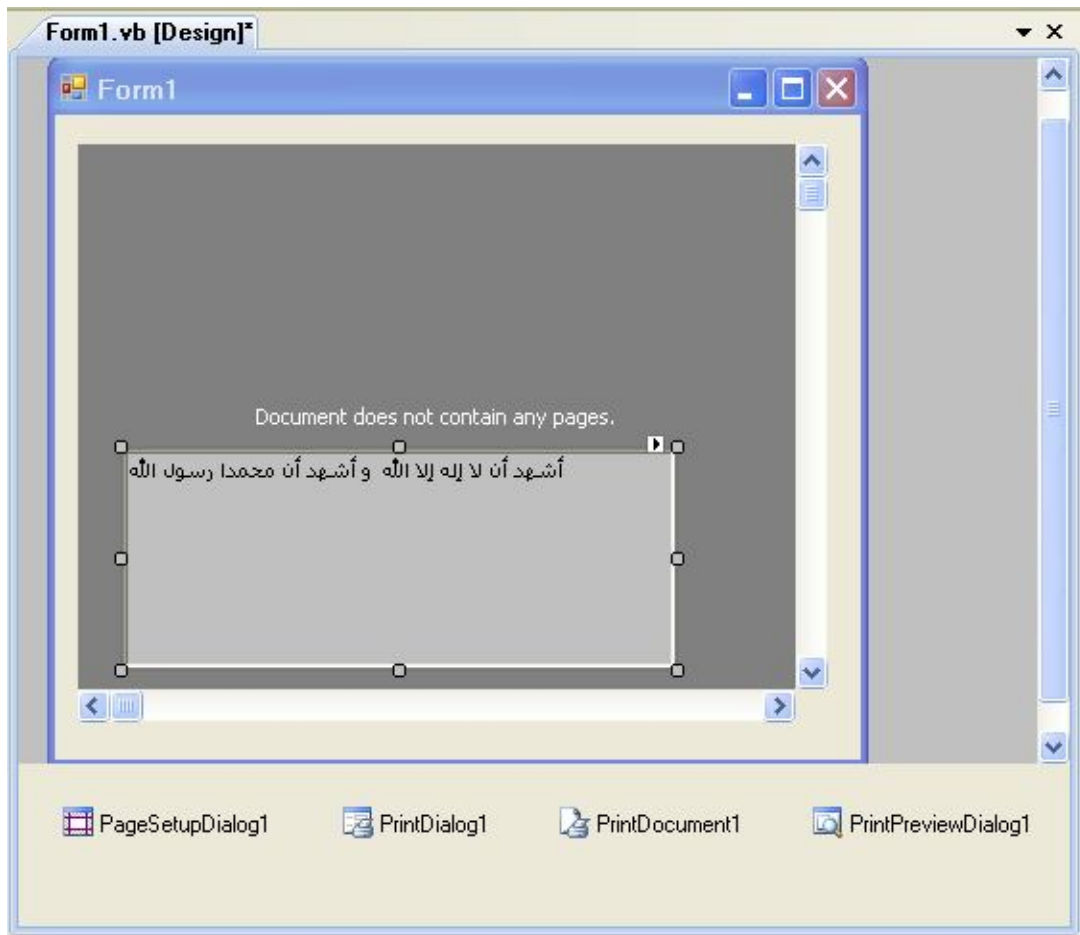 Form1.vb [Design]*
Form1
Document does not contain any pages.
أشهد أن لا إله إلا الله و أشهد أن محمدا رسول الله
PageSetupDialog1
PrintDialog1
PrintDocument1
PrintPreviewDialog1